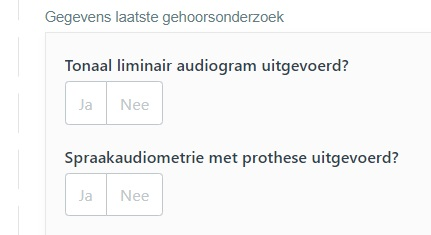 Gegevens laatste gehoorsonderzoek
Tonaal liminair audiogram uitgevoerd?
Ja Nee
Spraakaudiometrie met prothese uitgevoerd?
Ja Nee